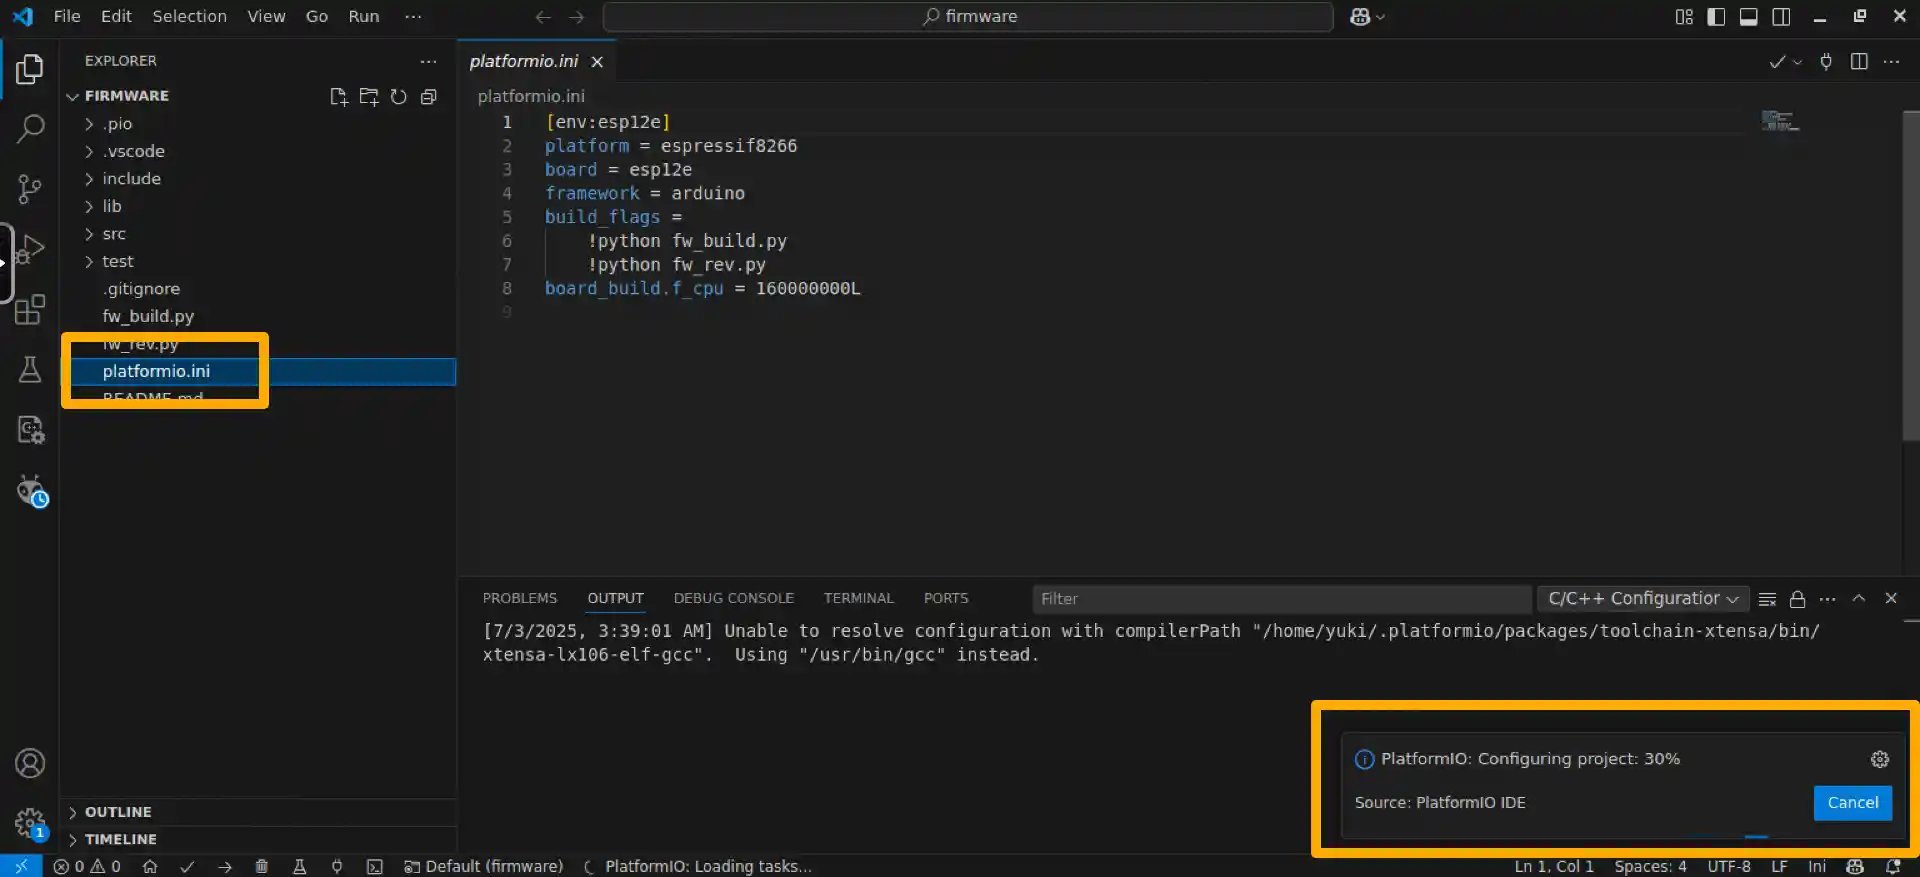 File Edit Selection View Go Run ···
firmware
EXPLORER
FIRMWARE
.pio
.vscode
include
lib
src
test
.gitignore
fw_build.py
fw_rev.py
platformio.ini
README.md
OUTLINE
TIMELINE
platformio.ini
platformio.ini
1 [env:esp12e]
2 platform = espressif8266
3 board = esp12e
4 framework = arduino
5 build_flags =
6 !python fw_build.py
7 !python fw_rev.py
8 board_build.f_cpu = 160000000L
9
PROBLEMS OUTPUT DEBUG CONSOLE TERMINAL PORTS
Filter
C/C++ Configuratior
[7/3/2025, 3:39:01 AM] Unable to resolve configuration with compilerPath "/home/yuki/.platformio/packages/toolchain-xtensa/bin/
xtensa-lx106-elf-gcc".  Using "/usr/bin/gcc" instead.
PlatformIO: Configuring project: 30%
Source: PlatformIO IDE
Cancel
1
0 0 Default (firmware) PlatformIO: Loading tasks... Ln 1, Col 1 Spaces: 4 UTF-8 LF Ini